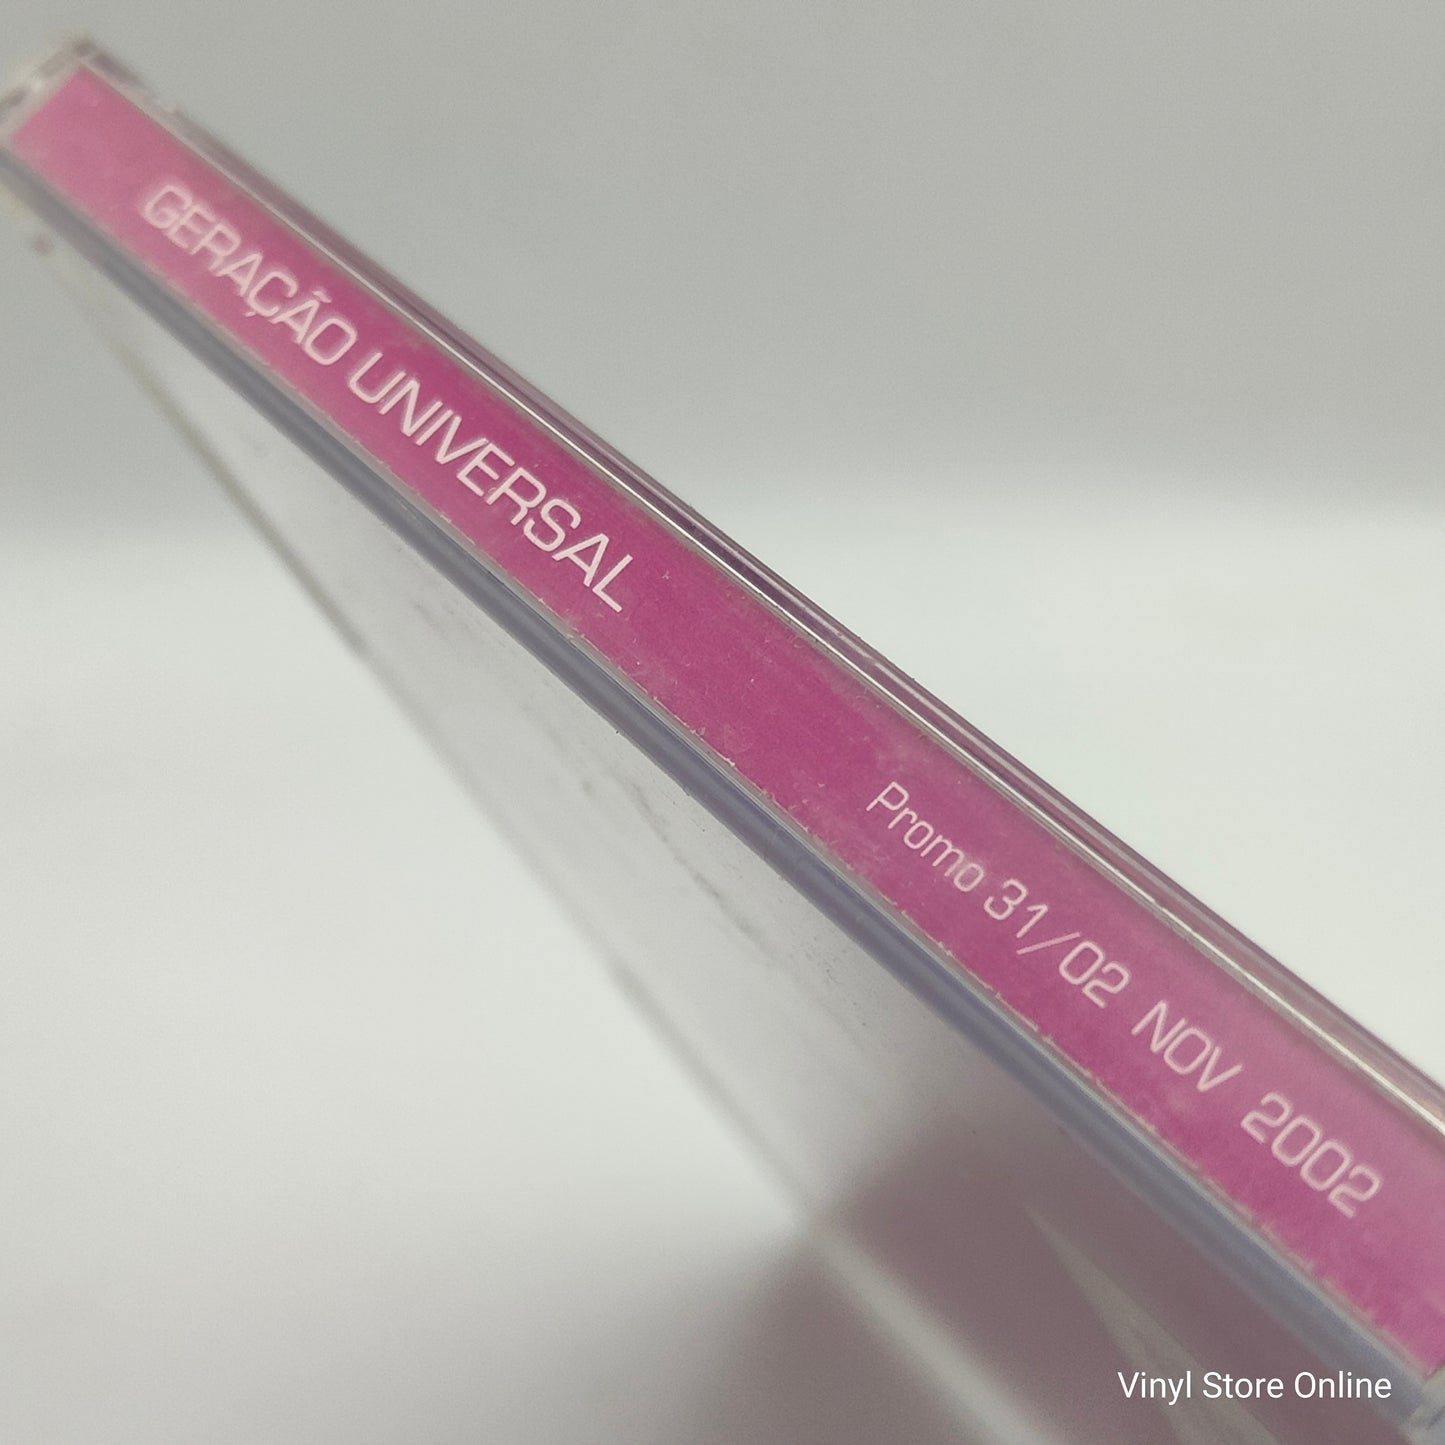 GERAÇÃO UNIVERSAL
Promo 31/02 NOV 2002
Vinyl Store Online